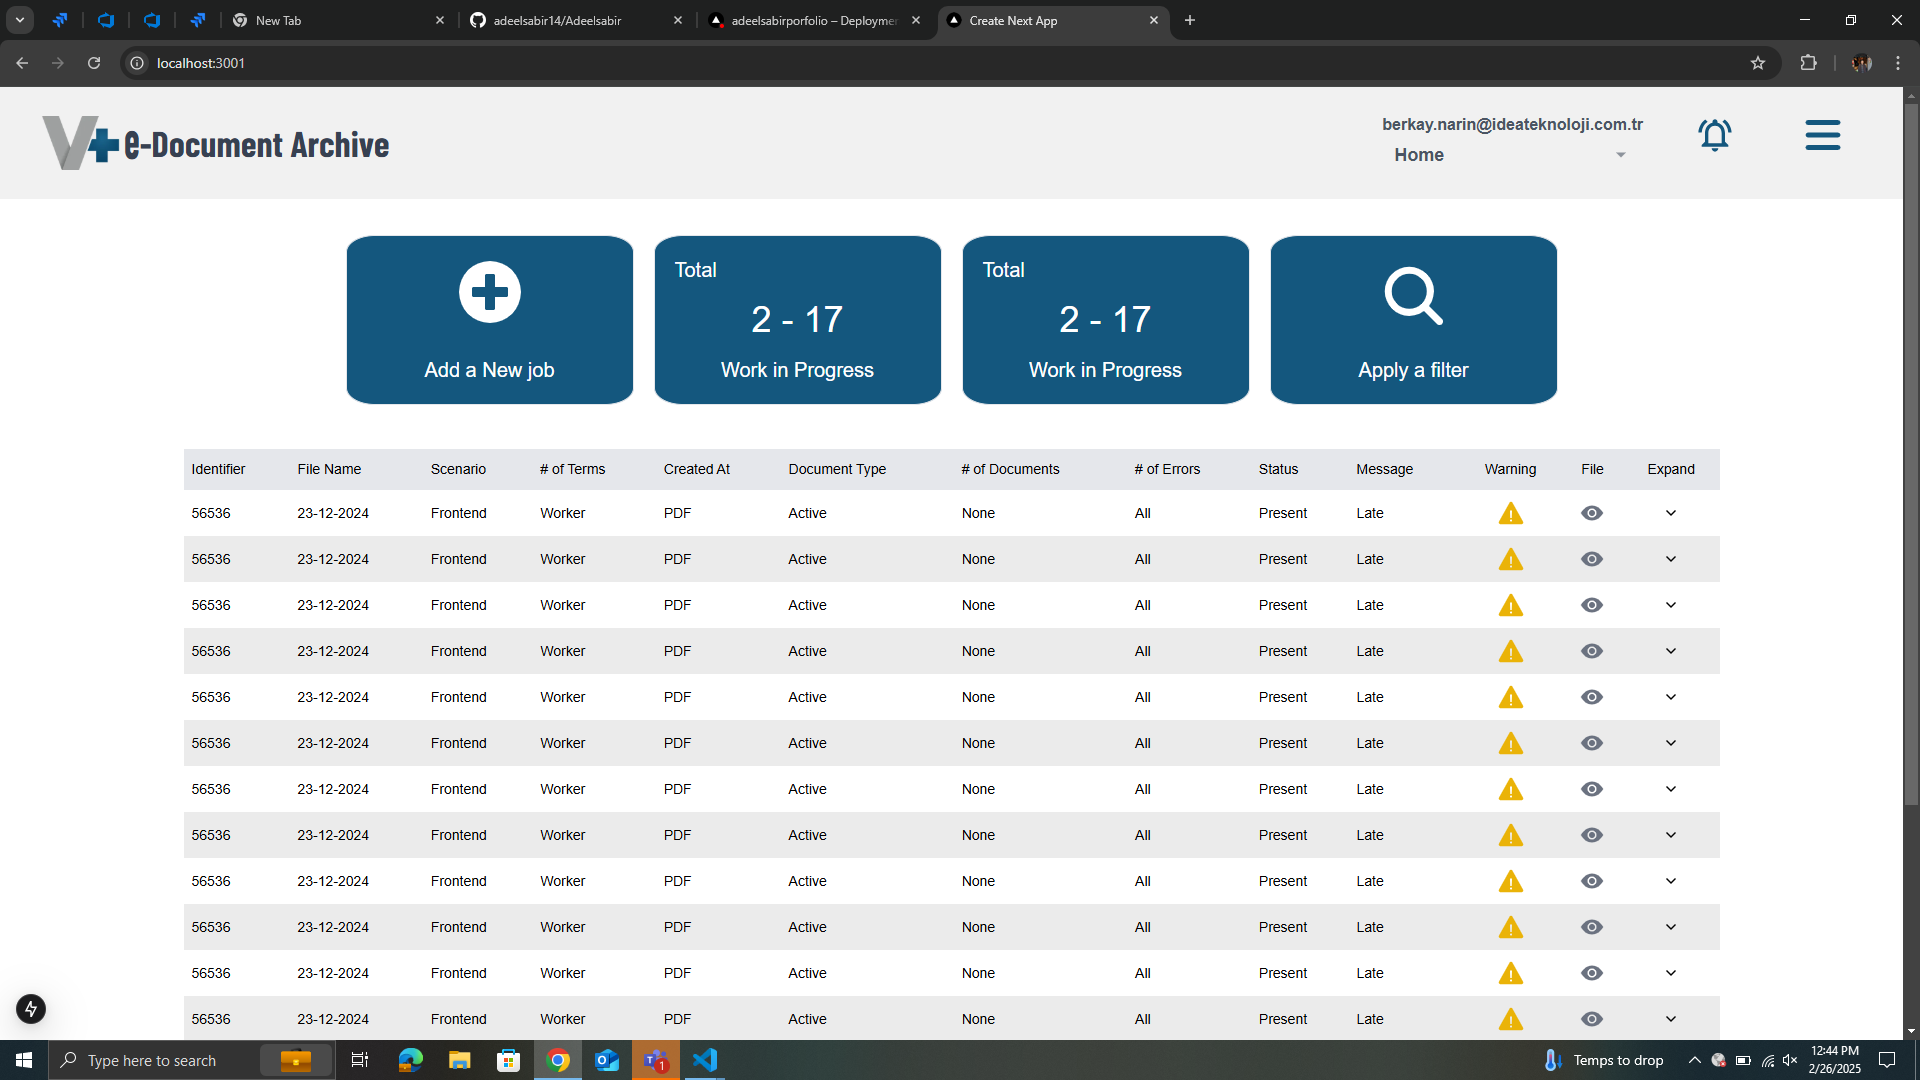 New Tab
adeelsabir14/Adeelsabir
adeelsabirporfolio – Deploymen
Create Next App
localhost:3001
V+ e-Document Archive
berkay.narin@ideateknoloji.com.tr
Home
Add a New job
Total
2 - 17
Work in Progress
Total
2 - 17
Work in Progress
Apply a filter
Identifier File Name Scenario # of Terms Created At Document Type # of Documents # of Errors Status Message Warning File Expand
56536 23-12-2024 Frontend Worker PDF Active None All Present Late
56536 23-12-2024 Frontend Worker PDF Active None All Present Late
56536 23-12-2024 Frontend Worker PDF Active None All Present Late
56536 23-12-2024 Frontend Worker PDF Active None All Present Late
56536 23-12-2024 Frontend Worker PDF Active None All Present Late
56536 23-12-2024 Frontend Worker PDF Active None All Present Late
56536 23-12-2024 Frontend Worker PDF Active None All Present Late
56536 23-12-2024 Frontend Worker PDF Active None All Present Late
56536 23-12-2024 Frontend Worker PDF Active None All Present Late
56536 23-12-2024 Frontend Worker PDF Active None All Present Late
56536 23-12-2024 Frontend Worker PDF Active None All Present Late
56536 23-12-2024 Frontend Worker PDF Active None All Present Late
Type here to search
1
Temps to drop
12:44 PM
2/26/2025